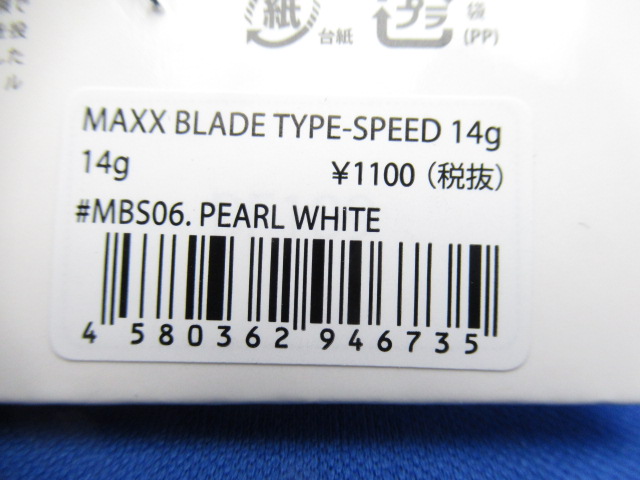 紙
台紙
プラ
袋
(PP)
MAXX BLADE TYPE-SPEED 14g
14g ¥1100（税抜）
#MBS06. PEARL WHiTE
4 580362 946735